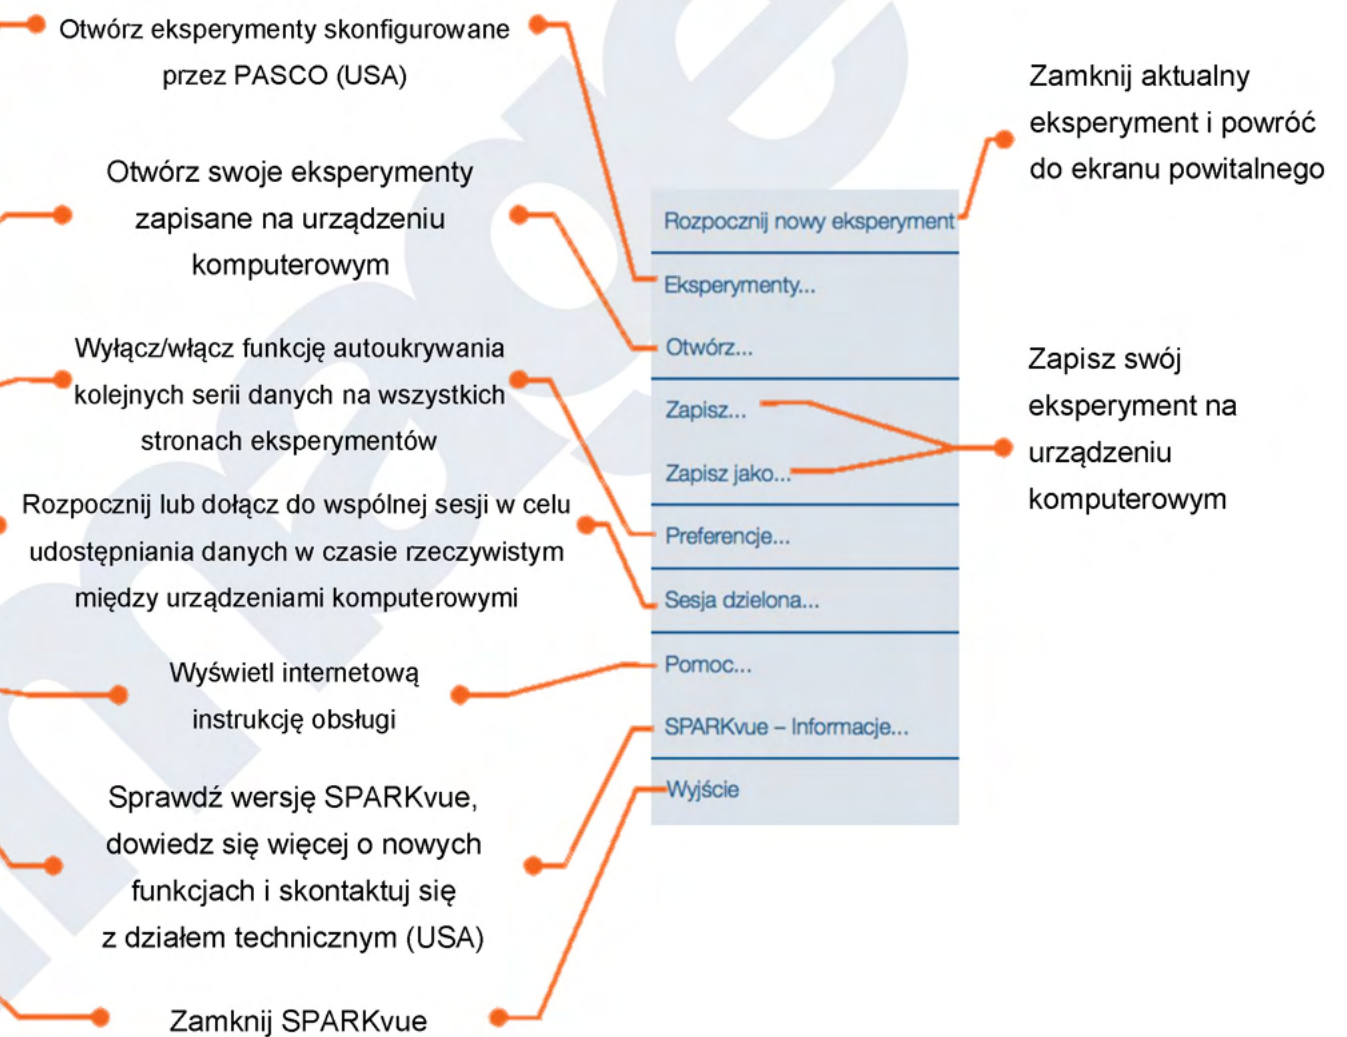 Otwórz eksperymenty skonfigurowane
przez PASCO (USA)
Otwórz swoje eksperymenty
zapisane na urządzeniu
komputerowym
Wyłącz/włącz funkcję autoukrywania
kolejnych serii danych na wszystkich
stronach eksperymentów
Rozpocznij lub dołącz do wspólnej sesji w celu
udostępniania danych w czasie rzeczywistym
między urządzeniami komputerowymi
Wyświetl internetową
instrukcję obsługi
Sprawdź wersję SPARKvue,
dowiedz się więcej o nowych
funkcjach i skontaktuj się
z działem technicznym (USA)
Zamknij SPARKvue
Rozpocznij nowy eksperyment
Eksperymenty...
Otwórz...
Zapisz...
Zapisz jako...
Preferencje...
Sesja dzielona...
Pomoc...
SPARKvue – Informacje...
Wyjście
Zamknij aktualny
eksperyment i powróć
do ekranu powitalnego
Zapisz swój
eksperyment na
urządzeniu
komputerowym